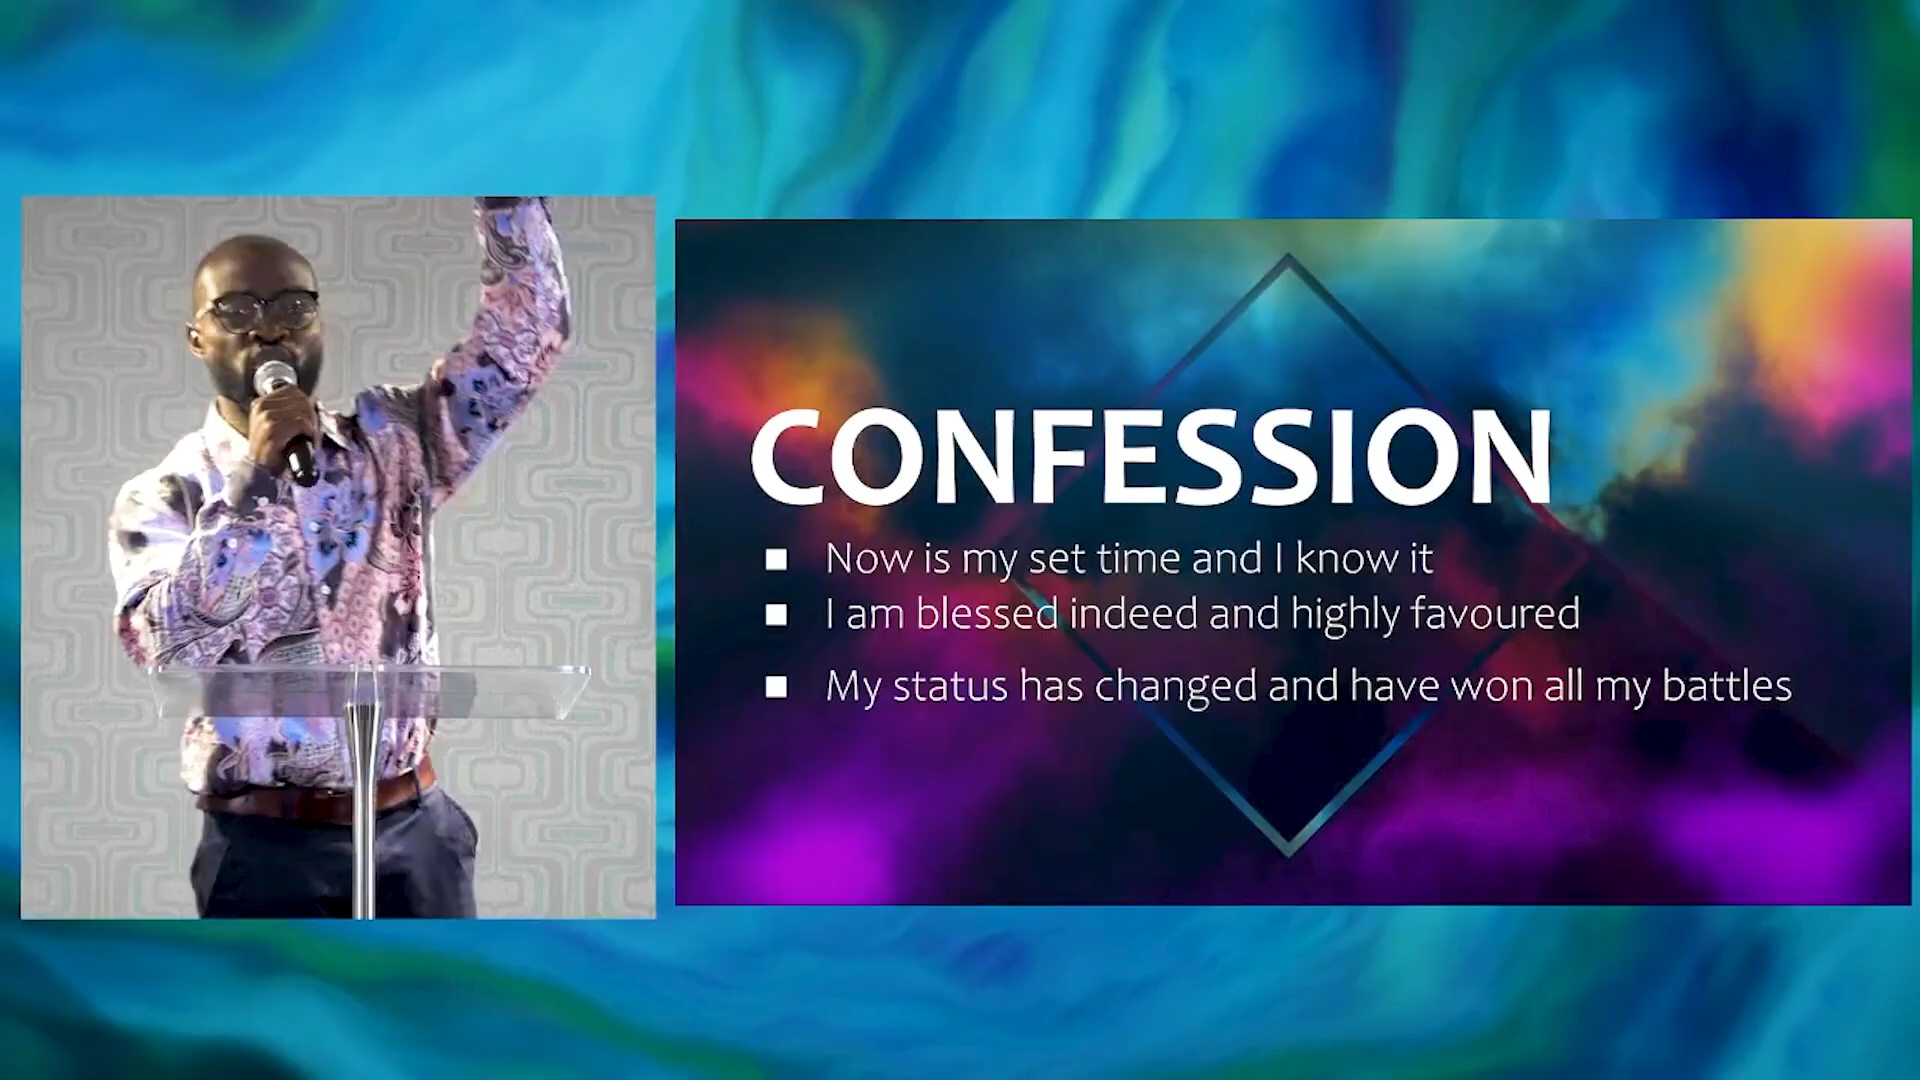 CONFESSION
Now is my set time and I know it
I am blessed indeed and highly favoured
My status has changed and have won all my battles